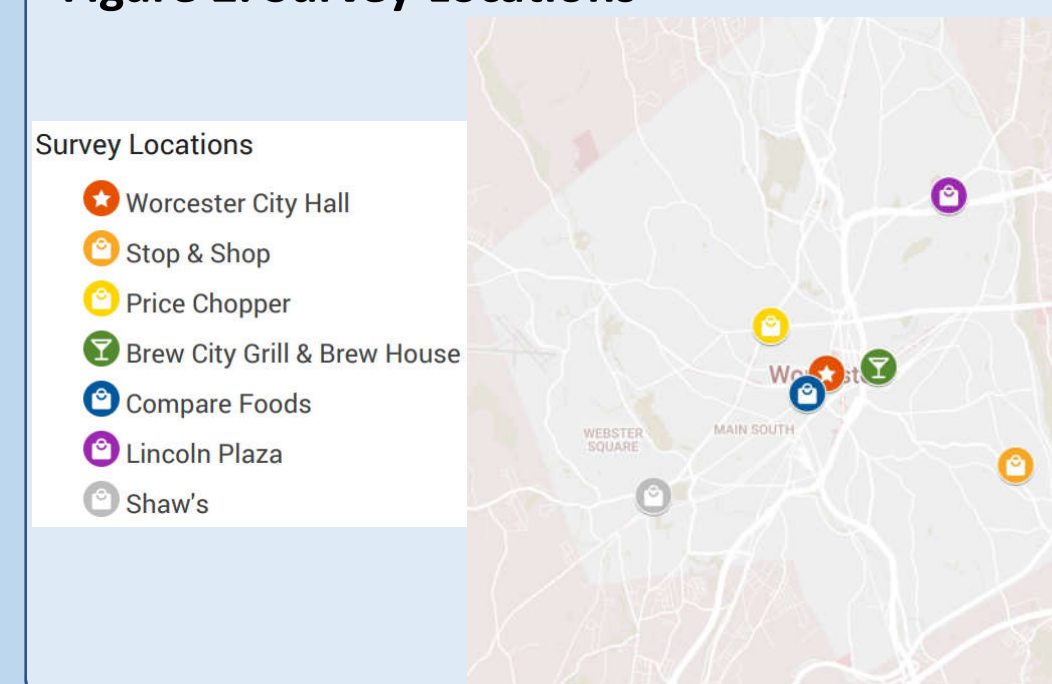 Survey Locations
Worcester City Hall
Stop & Shop
Price Chopper
Brew City Grill & Brew House
Compare Foods
Lincoln Plaza
Shaw's
WEBSTER
SQUARE
MAIN SOUTH